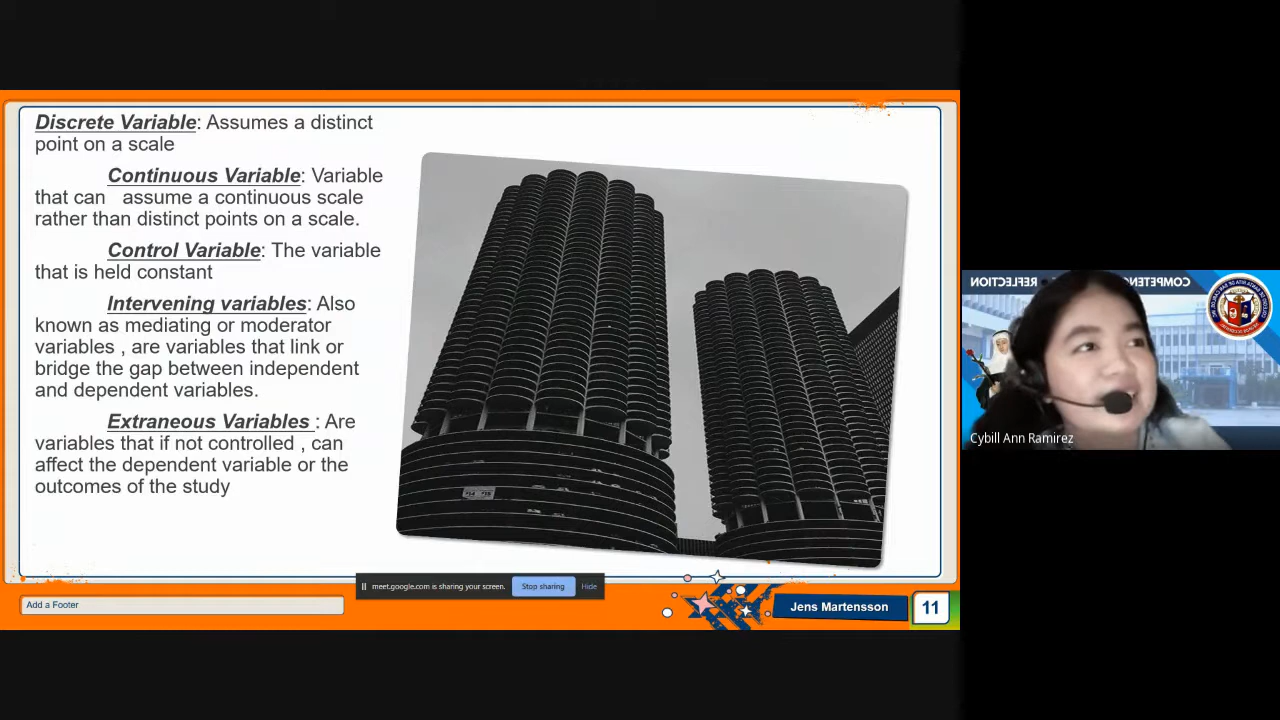 Discrete Variable: Assumes a distinct
point on a scale
Continuous Variable: Variable
that can assume a continuous scale
rather than distinct points on a scale.
Control Variable: The variable
that is held constant
Intervening variables: Also
known as mediating or moderator
variables , are variables that link or
bridge the gap between independent
and dependent variables.
Extraneous Variables : Are
variables that if not controlled , can
affect the dependent variable or the
outcomes of the study
meet.google.com is sharing your screen.
Stop sharing
Hide
Add a Footer
Jens Martensson
11
REFLECTION
Cybill Ann Ramirez